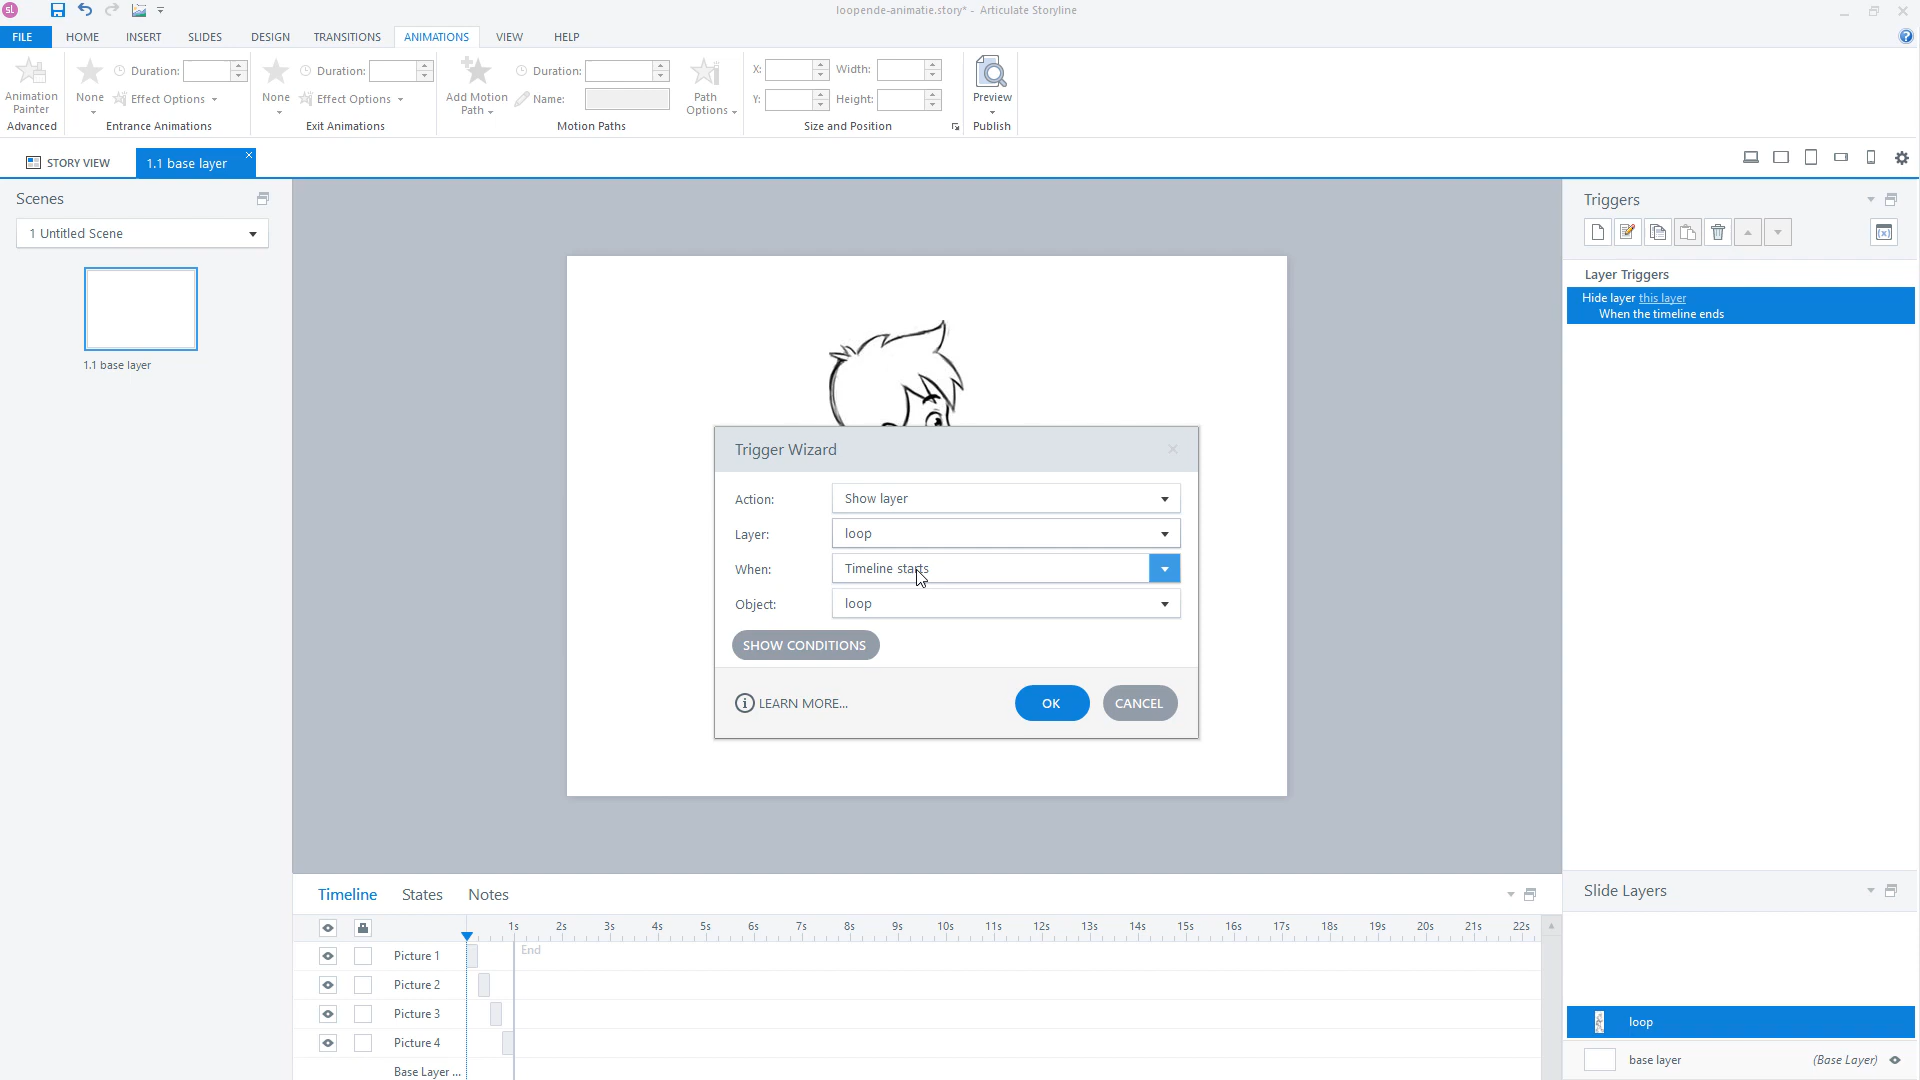 sl
loopende-animatie.story* - Articulate Storyline
FILE HOME INSERT SLIDES DESIGN TRANSITIONS ANIMATIONS VIEW HELP
Animation Painter
Advanced
None
Duration:
Effect Options
Entrance Animations
None
Duration:
Effect Options
Exit Animations
Add Motion Path
Duration:
Name:
Path Options
Motion Paths
X: Width:
Y: Height:
Size and Position
Preview
Publish
STORY VIEW
1.1 base layer
Scenes
1 Untitled Scene
1.1 base layer
Trigger Wizard
Action: Show layer
Layer: loop
When: Timeline starts
Object: loop
SHOW CONDITIONS
LEARN MORE...
OK
CANCEL
Triggers
Layer Triggers
Hide layer this layer
When the timeline ends
Timeline States Notes
1s 2s 3s 4s 5s 6s 7s 8s 9s 10s 11s 12s 13s 14s 15s 16s 17s 18s 19s 20s 21s 22s
Picture 1
End
Picture 2
Picture 3
Picture 4
Base Layer ...
Slide Layers
loop
base layer (Base Layer)